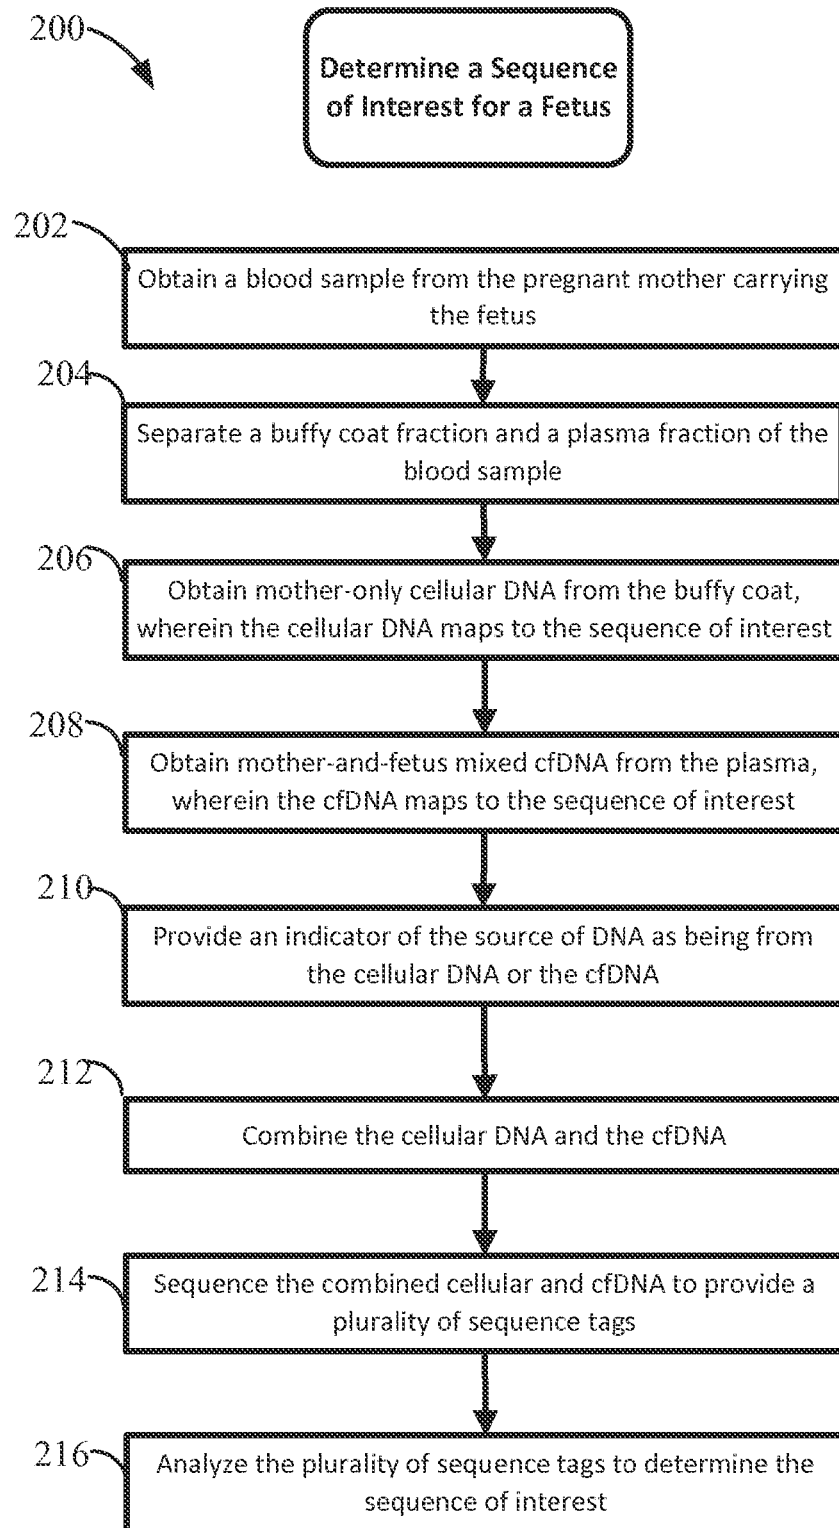 200
Determine a Sequence
of Interest for a Fetus
202
Obtain a blood sample from the pregnant mother carrying
the fetus
204
Separate a buffy coat fraction and a plasma fraction of the
blood sample
206
Obtain mother-only cellular DNA from the buffy coat,
wherein the cellular DNA maps to the sequence of interest
208
Obtain mother-and-fetus mixed cfDNA from the plasma,
wherein the cfDNA maps to the sequence of interest
210
Provide an indicator of the source of DNA as being from
the cellular DNA or the cfDNA
212
Combine the cellular DNA and the cfDNA
214
Sequence the combined cellular and cfDNA to provide a
plurality of sequence tags
216
Analyze the plurality of sequence tags to determine the
sequence of interest